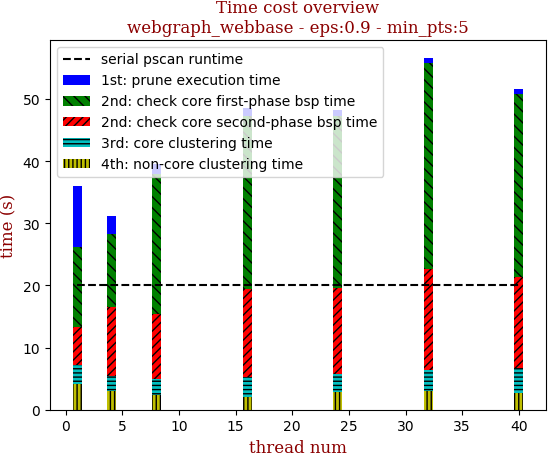 Time cost overview
webgraph_webbase - eps:0.9 - min_pts:5
serial pscan runtime
1st: prune execution time
2nd: check core first-phase bsp time
2nd: check core second-phase bsp time
3rd: core clustering time
4th: non-core clustering time
time (s)
50
40
30
20
10
0
0 5 10 15 20 25 30 35 40
thread num